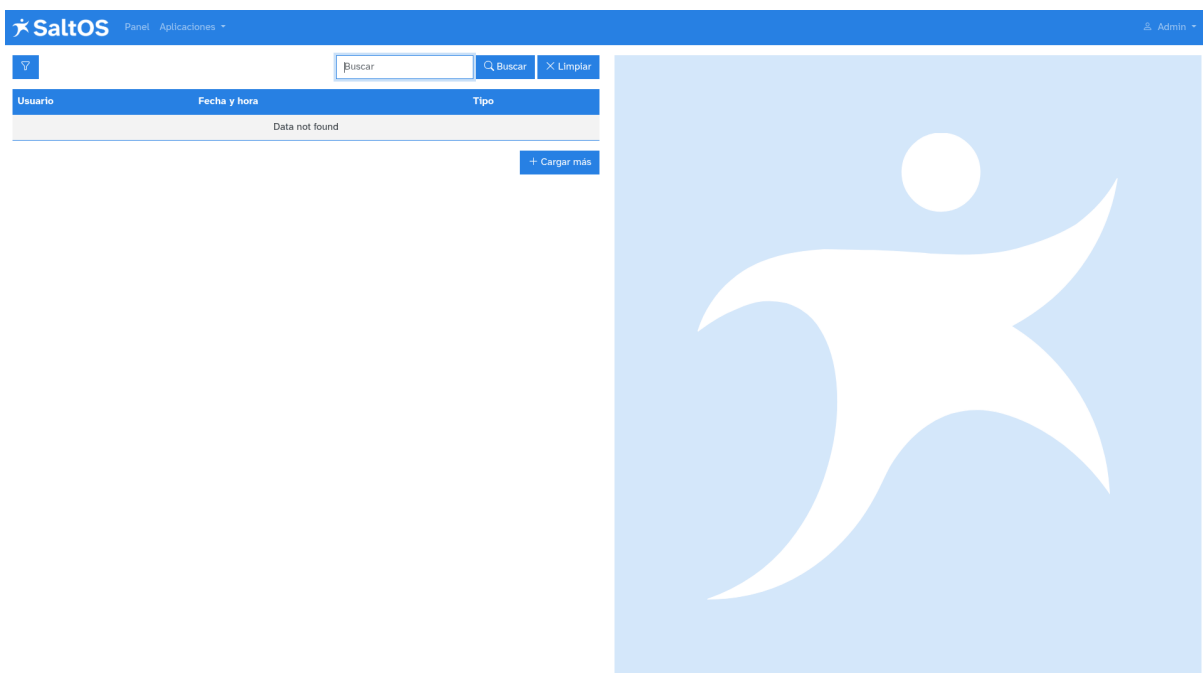 SaltOS Panel Aplicaciones Admin
Buscar Buscar Limpiar
Usuario Fecha y hora Tipo
Data not found
+ Cargar más